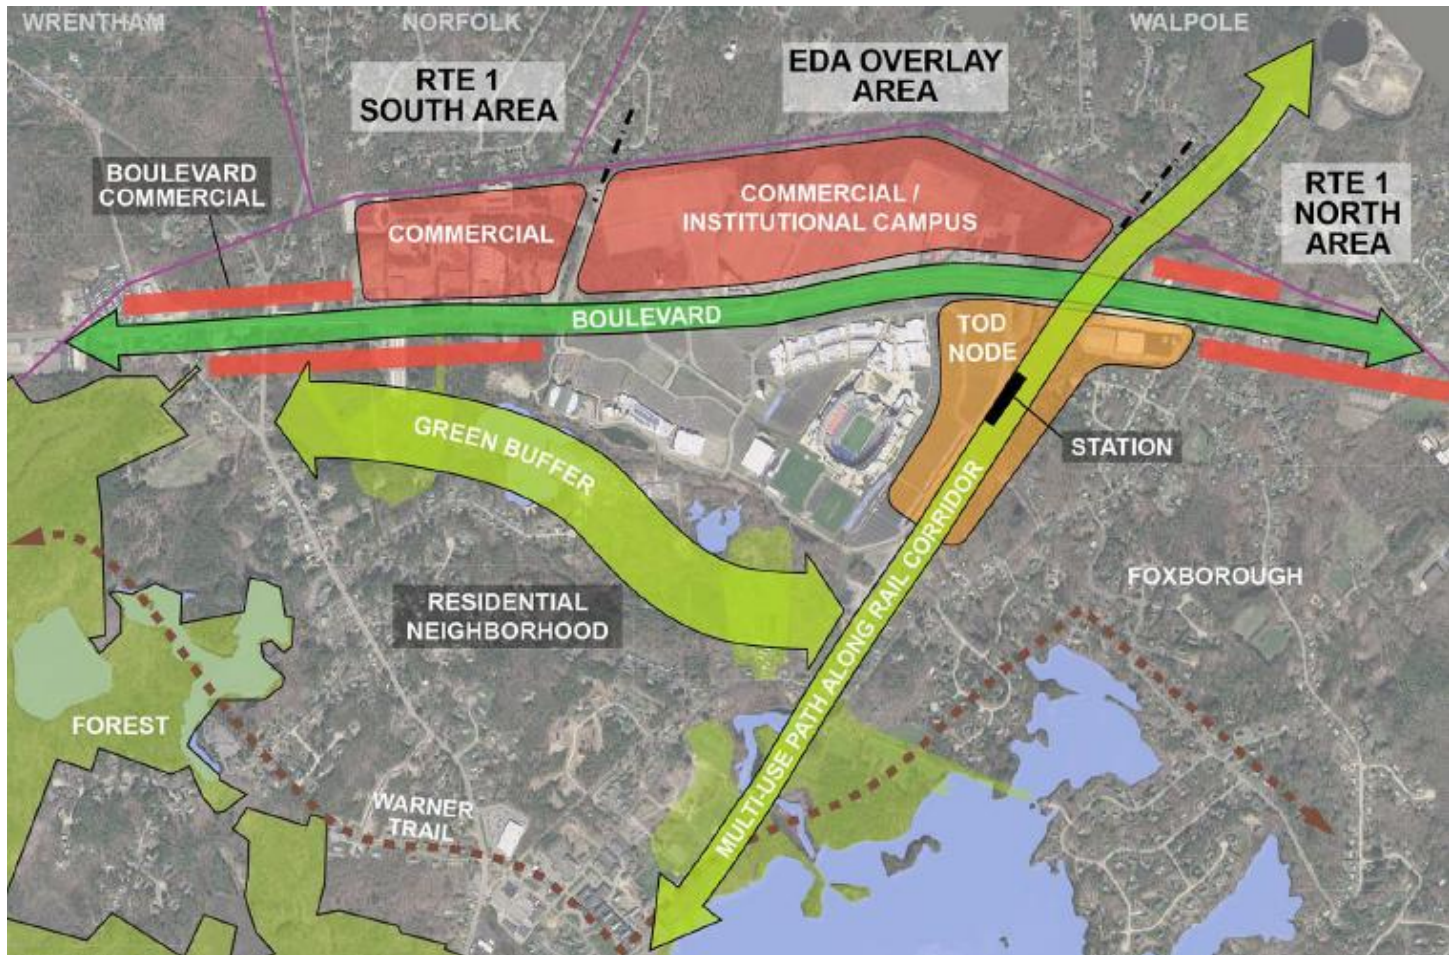 WRENTHAM
NORFOLK
WALPOLE
RTE 1
SOUTH AREA
EDA OVERLAY
AREA
BOULEVARD
COMMERCIAL
RTE 1
NORTH
AREA
COMMERCIAL
COMMERCIAL /
INSTITUTIONAL CAMPUS
BOULEVARD
TOD
NODE
GREEN BUFFER
STATION
MULTI-USE PATH ALONG RAIL CORRIDOR
FOXBOROUGH
RESIDENTIAL
NEIGHBORHOOD
FOREST
WARNER
TRAIL